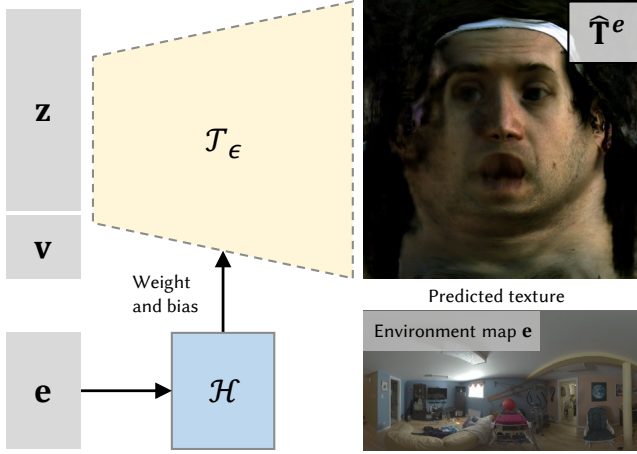 z
v
𝒯ϵ
T̂ᵉ
Weight
and bias
Predicted texture
Environment map e
e
ℋ